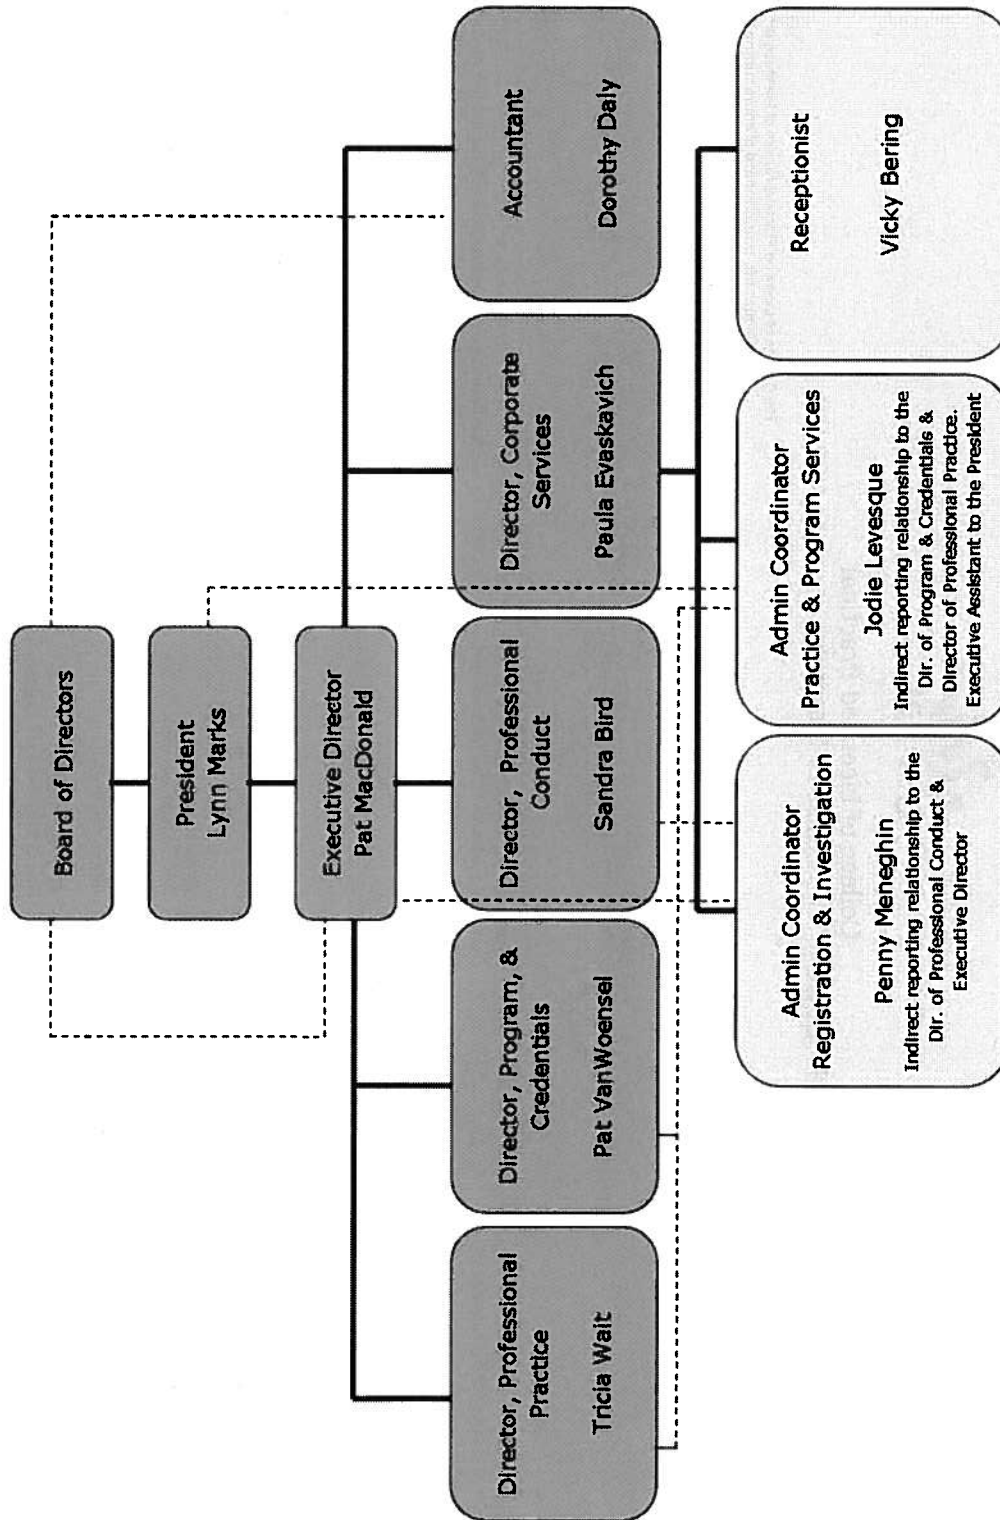 Board of Directors
President
Lynn Marks
Executive Director
Pat MacDonald
Director, Professional
Practice
Tricia Wait
Director, Program, &
Credentials
Pat VanWoensel
Director, Professional
Conduct
Sandra Bird
Director, Corporate
Services
Paula Evaskavich
Accountant
Dorothy Daly
Admin Coordinator
Registration & Investigation
Penny Meneghin
Indirect reporting relationship to the
Dir. of Professional Conduct &
Executive Director
Admin Coordinator
Practice & Program Services
Jodie Levesque
Indirect reporting relationship to the
Dir. of Program & Credentials &
Director of Professional Practice.
Executive Assistant to the President
Receptionist
Vicky Bering